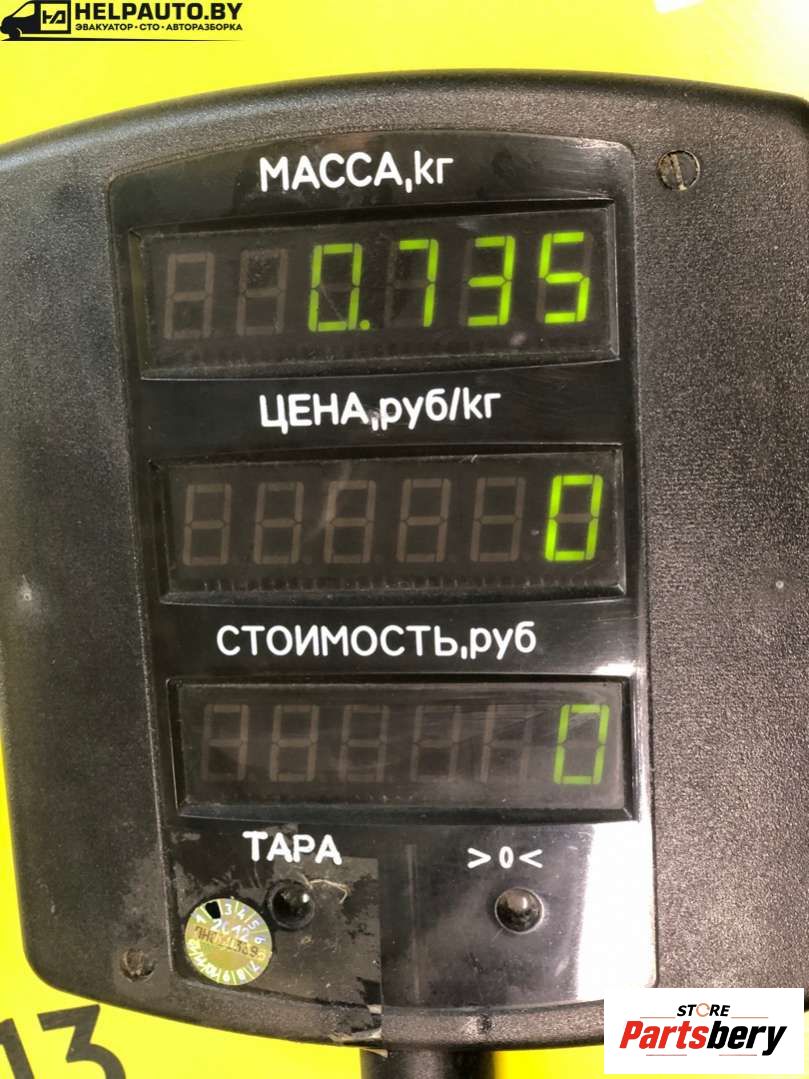 HELPAUTO.BY
ЭВАКУАТОР • СТО • АВТОРАЗБОРКА
МАССА,кг
0.735
ЦЕНА,руб/кг
0
СТОИМОСТЬ,руб
0
ТАРА >0<
2012
13
STORE
Partsbery